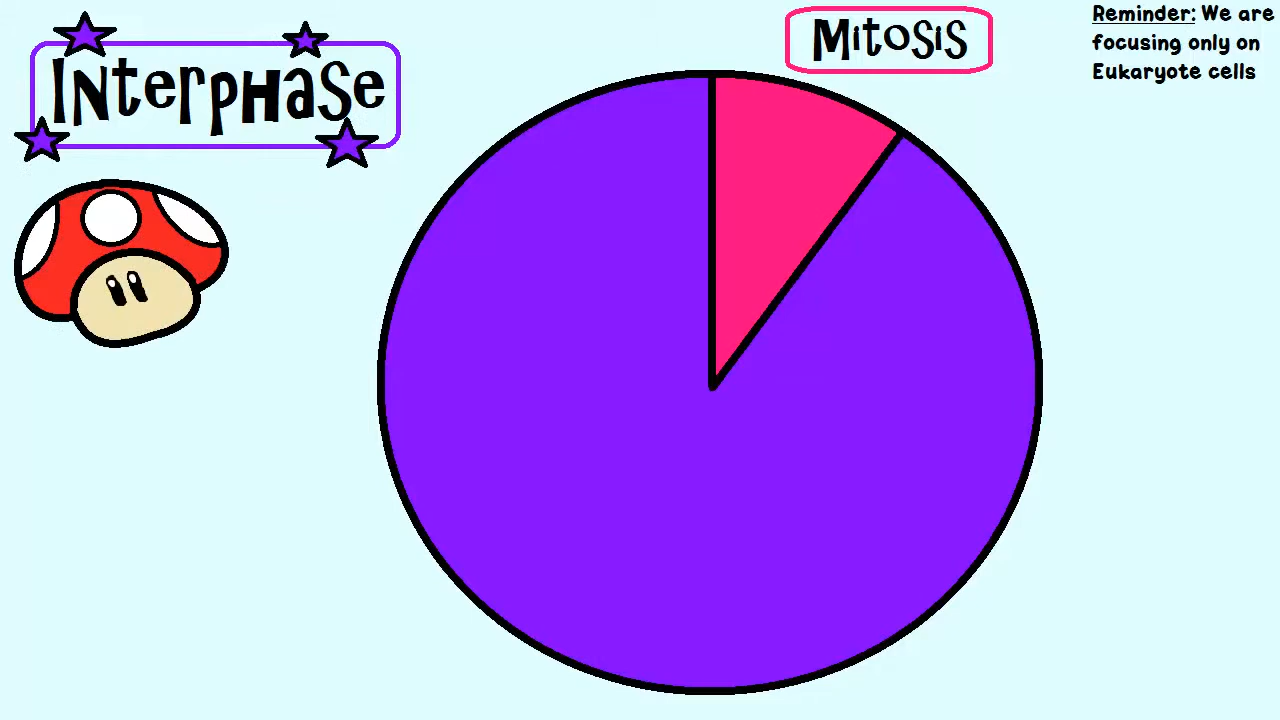 Interphase
Mitosis
Reminder: We are
focusing only on
Eukaryote cells